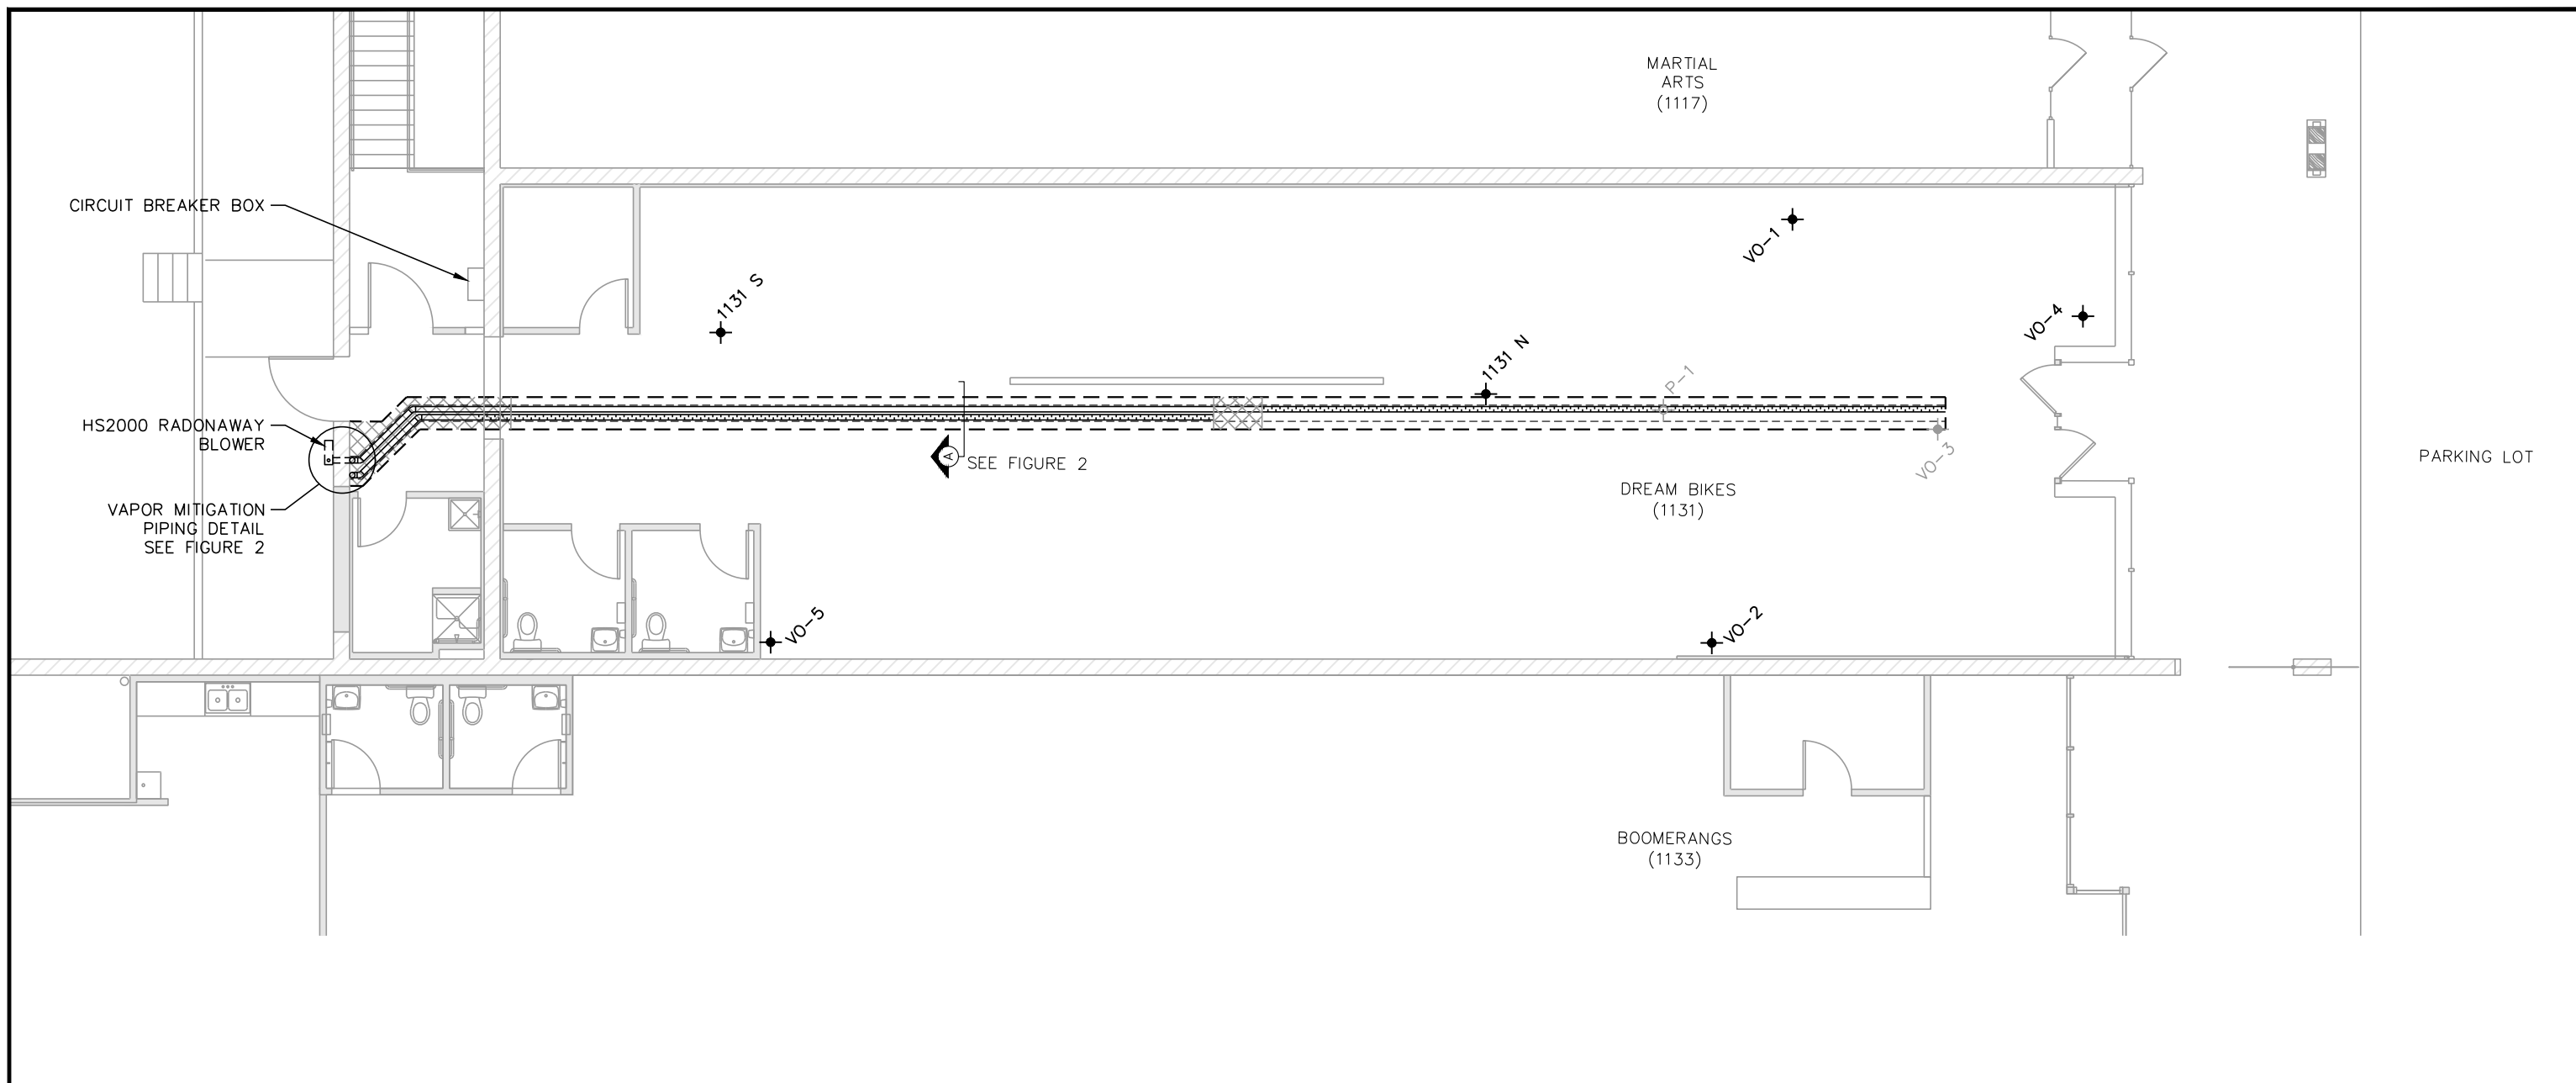 MARTIAL
ARTS
(1117)
CIRCUIT BREAKER BOX
VO-1
1131 S
VO-4
1131 N
P-1
HS2000 RADONAWAY
BLOWER
A
SEE FIGURE 2
VO-3
PARKING LOT
DREAM BIKES
(1131)
VAPOR MITIGATION
PIPING DETAIL
SEE FIGURE 2
VO-5
VO-2
BOOMERANGS
(1133)